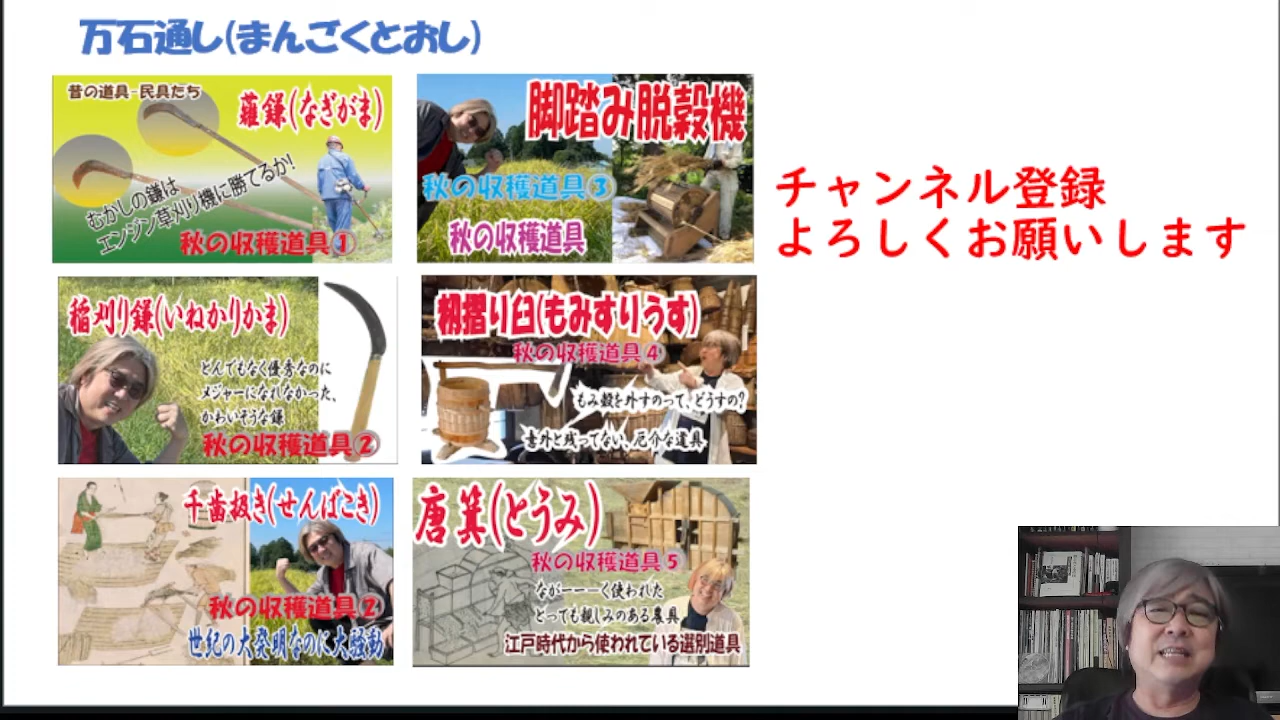 万石通し(まんごくとおし)
昔の道具-民具たち
薙鎌(なぎがま)
むかしの鎌は
エンジン草刈り機に勝てるか!
秋の収穫道具①
稲刈り鎌(いねかりかま)
とんでもなく優秀なのに
メジャーになれなかった、
かわいそうな鎌
秋の収穫道具②
千歯扱き(せんばこき)
秋の収穫道具②
世紀の大発明なのに大騒動
脚踏み脱穀機
秋の収穫道具③
秋の収穫道具
籾摺り臼(もみすりうす)
秋の収穫道具4
もみ殻を外すのって、どうすの?
意外と残ってない、厄介な道具
唐箕(とうみ)
秋の収穫道具5
ながーーーく使われた
とっても親しみのある農具
江戸時代から使われている選別道具
チャンネル登録
よろしくお願いします